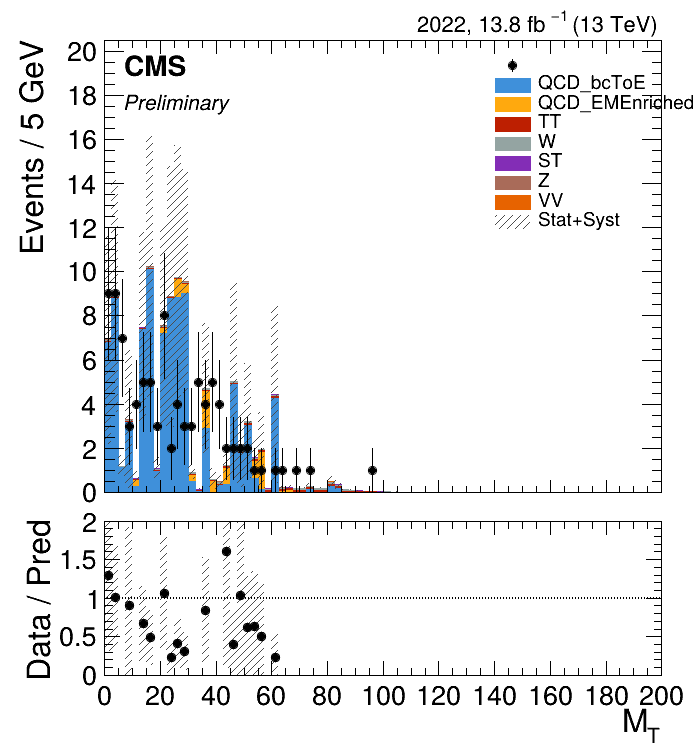 2022, 13.8 fb⁻¹ (13 TeV)
CMS
Preliminary
QCD_bcToE
QCD_EMEnriched
TT
W
ST
Z
VV
Stat+Syst
Events / 5 GeV
20
18
16
14
12
10
8
6
4
2
0
Data / Pred
2
1.5
1
0.5
0
0 20 40 60 80 100 120 140 160 180 200
M_T